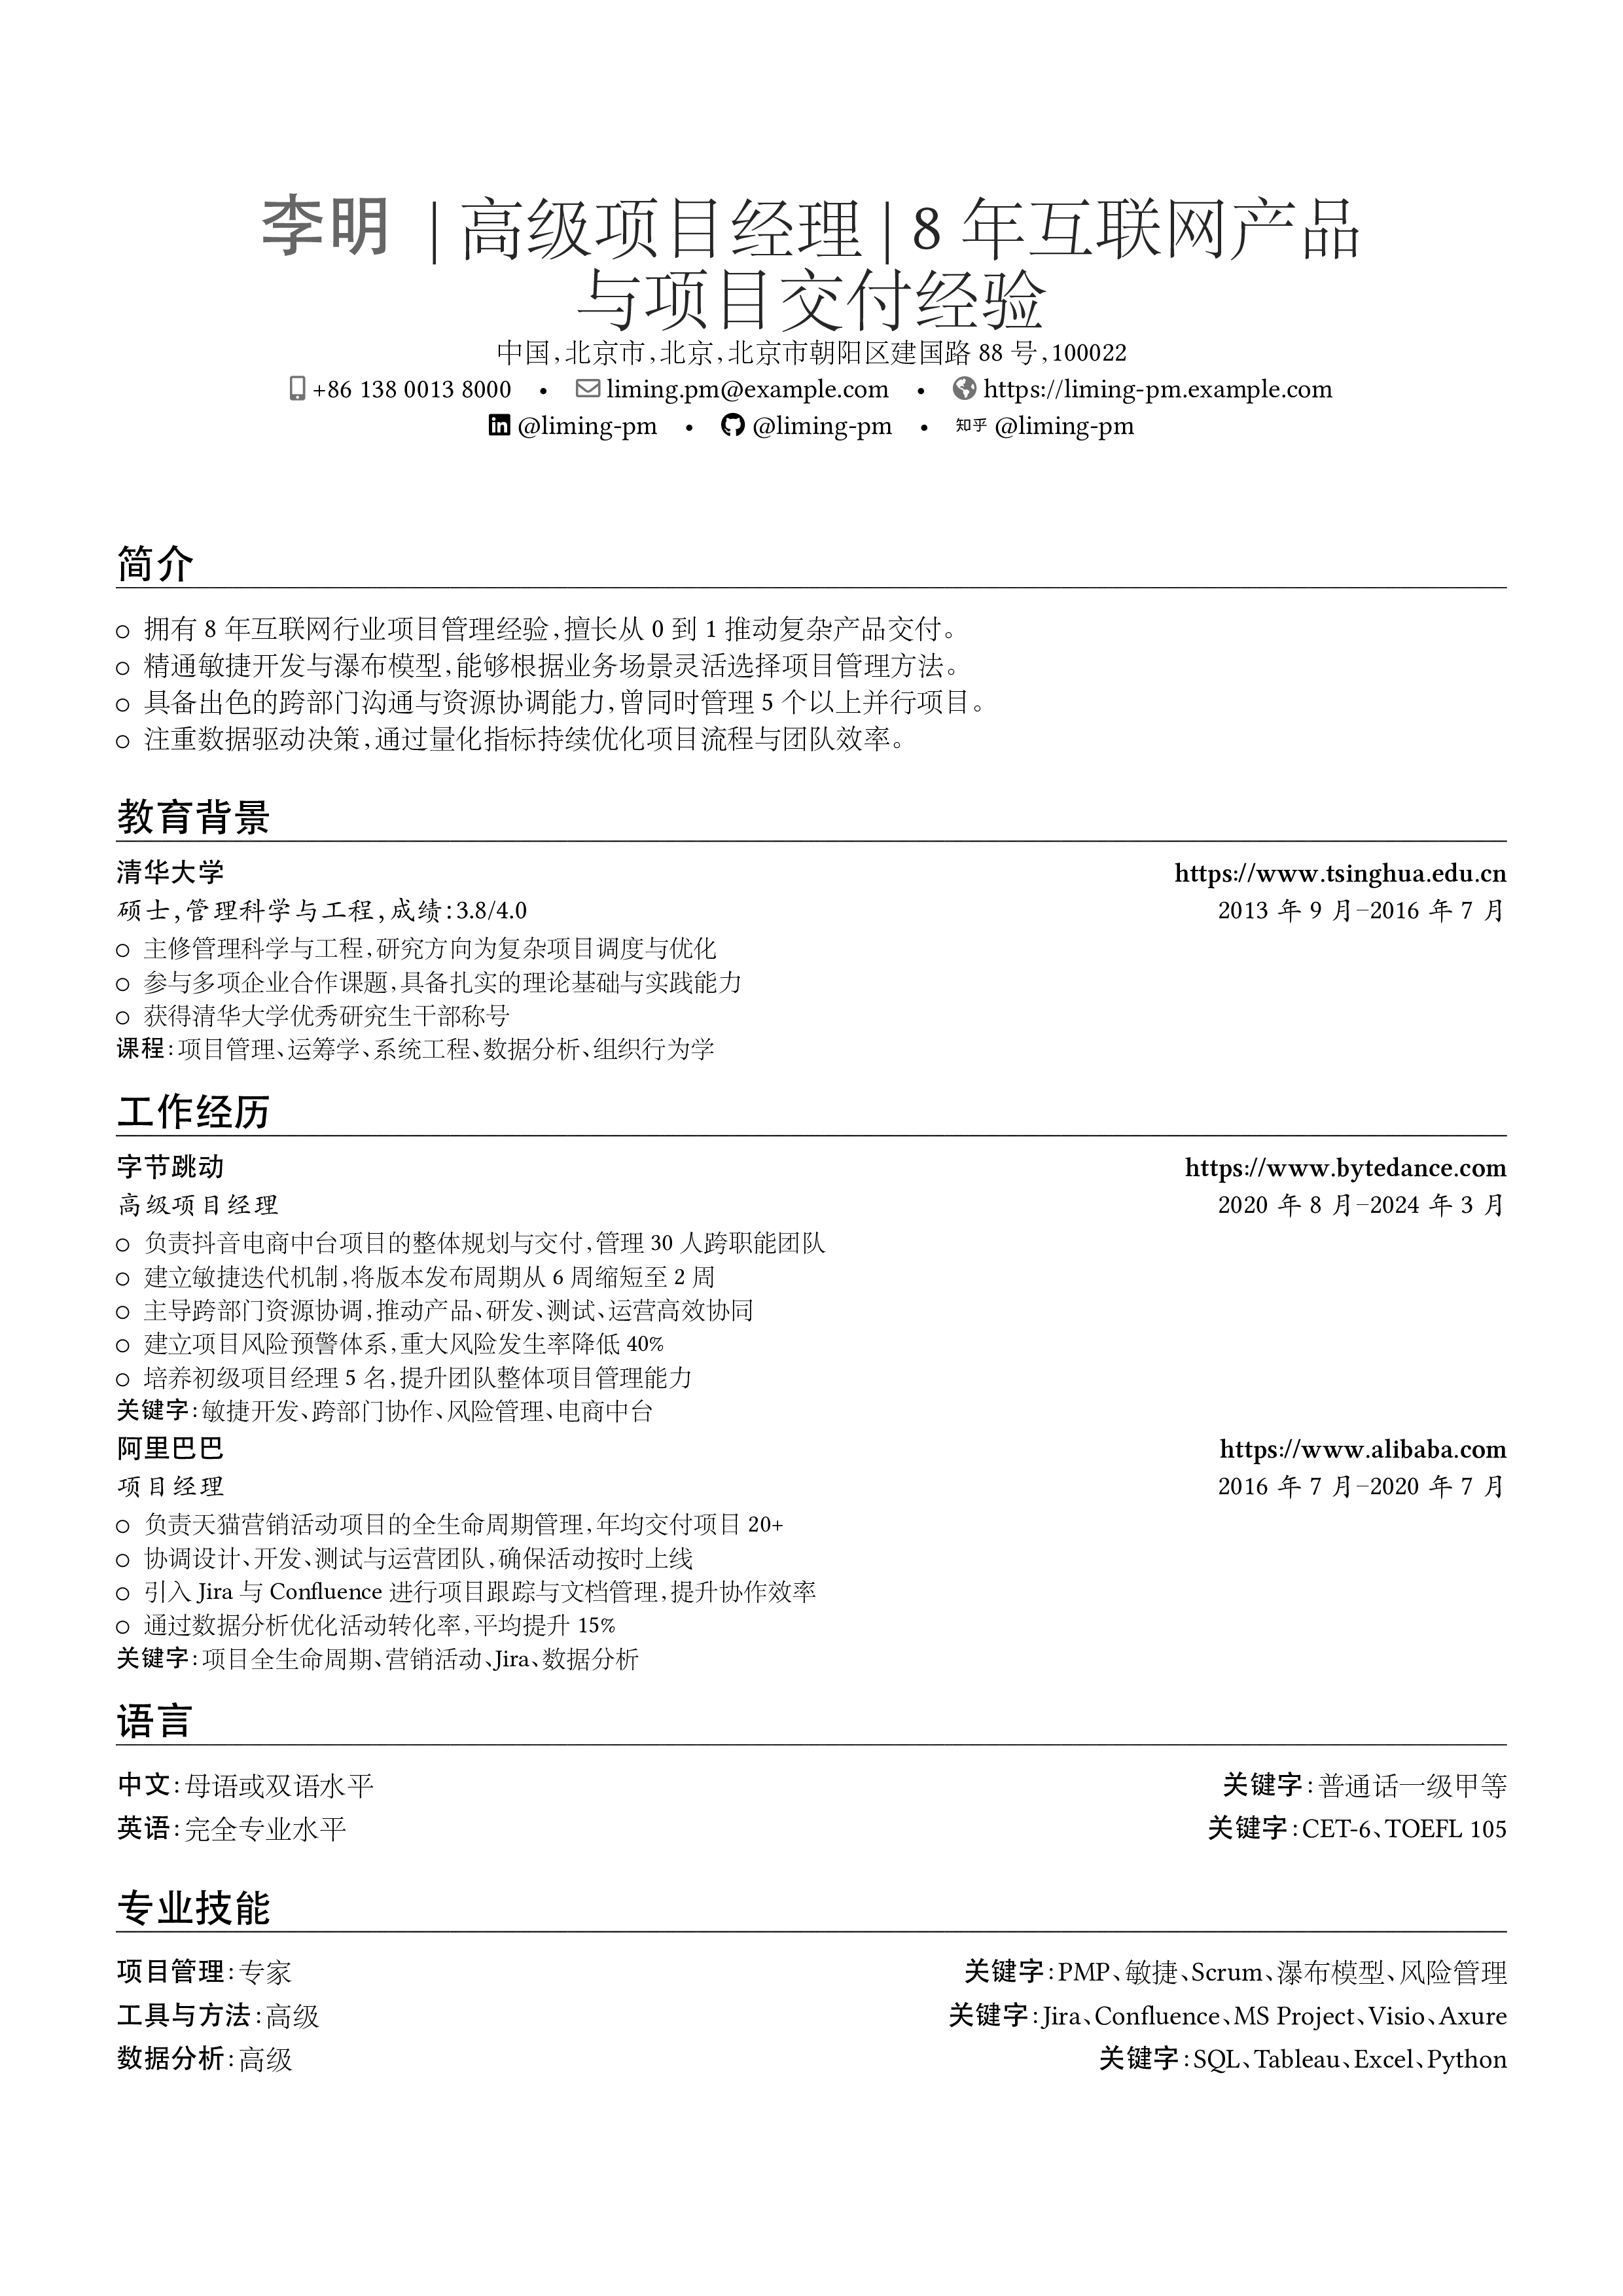 李明 | 高级项目经理 | 8 年互联网产品
与项目交付经验
中国,北京市,北京,北京市朝阳区建国路 88 号,100022
+86 138 0013 8000 • liming.pm@example.com • https://liming-pm.example.com
@liming-pm • @liming-pm • 知乎 @liming-pm
简介
○ 拥有 8 年互联网行业项目管理经验,擅长从 0 到 1 推动复杂产品交付。
○ 精通敏捷开发与瀑布模型,能够根据业务场景灵活选择项目管理方法。
○ 具备出色的跨部门沟通与资源协调能力,曾同时管理 5 个以上并行项目。
○ 注重数据驱动决策,通过量化指标持续优化项目流程与团队效率。
教育背景
清华大学 https://www.tsinghua.edu.cn
硕士,管理科学与工程,成绩:3.8/4.0 2013 年 9 月–2016 年 7 月
○ 主修管理科学与工程,研究方向为复杂项目调度与优化
○ 参与多项企业合作课题,具备扎实的理论基础与实践能力
○ 获得清华大学优秀研究生干部称号
课程:项目管理、运筹学、系统工程、数据分析、组织行为学
工作经历
字节跳动 https://www.bytedance.com
高级项目经理 2020 年 8 月–2024 年 3 月
○ 负责抖音电商中台项目的整体规划与交付,管理 30 人跨职能团队
○ 建立敏捷迭代机制,将版本发布周期从 6 周缩短至 2 周
○ 主导跨部门资源协调,推动产品、研发、测试、运营高效协同
○ 建立项目风险预警体系,重大风险发生率降低 40%
○ 培养初级项目经理 5 名,提升团队整体项目管理能力
关键字:敏捷开发、跨部门协作、风险管理、电商中台
阿里巴巴 https://www.alibaba.com
项目经理 2016 年 7 月–2020 年 7 月
○ 负责天猫营销活动项目的全生命周期管理,年均交付项目 20+
○ 协调设计、开发、测试与运营团队,确保活动按时上线
○ 引入 Jira 与 Confluence 进行项目跟踪与文档管理,提升协作效率
○ 通过数据分析优化活动转化率,平均提升 15%
关键字:项目全生命周期、营销活动、Jira、数据分析
语言
中文:母语或双语水平 关键字:普通话一级甲等
英语:完全专业水平 关键字:CET-6、TOEFL 105
专业技能
项目管理:专家 关键字:PMP、敏捷、Scrum、瀑布模型、风险管理
工具与方法:高级 关键字:Jira、Confluence、MS Project、Visio、Axure
数据分析:高级 关键字:SQL、Tableau、Excel、Python